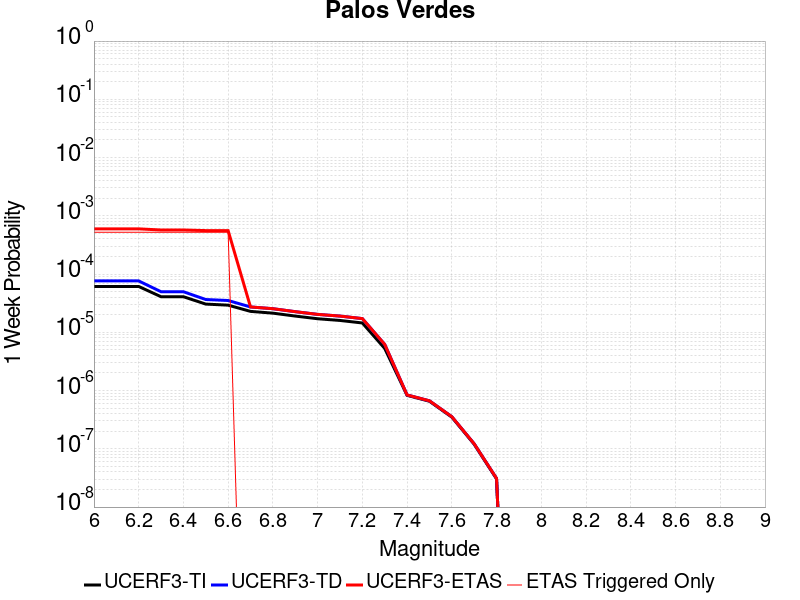 Palos Verdes
10^0
10^-1
10^-2
10^-3
10^-4
10^-5
10^-6
10^-7
10^-8
1 Week Probability
6 6.2 6.4 6.6 6.8 7 7.2 7.4 7.6 7.8 8 8.2 8.4 8.6 8.8 9
Magnitude
UCERF3-TI UCERF3-TD UCERF3-ETAS ETAS Triggered Only